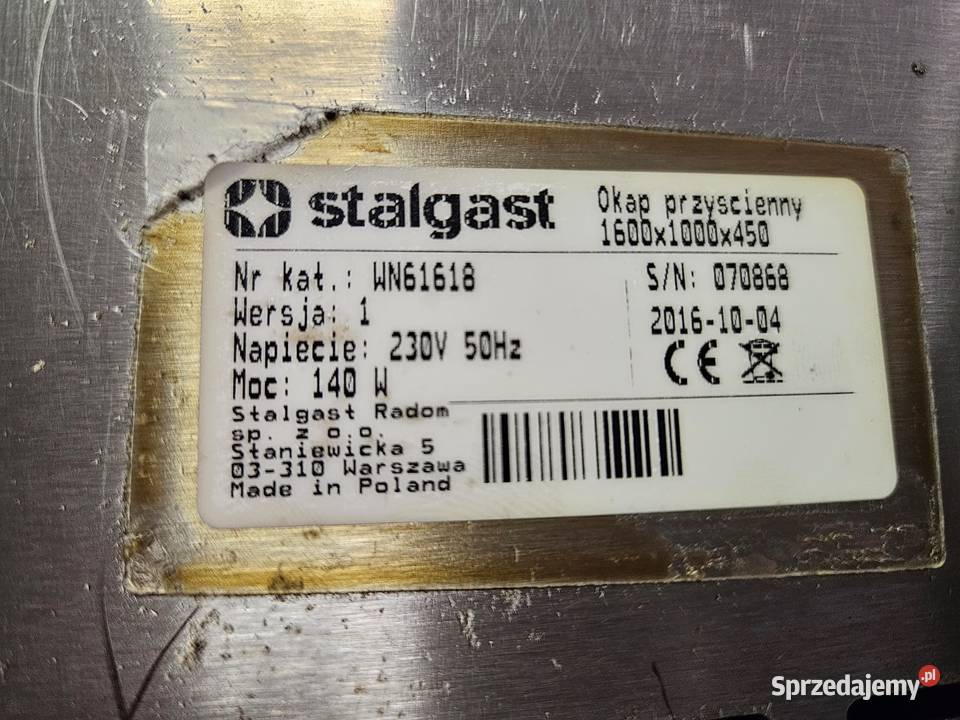 stalgast
Okap przyscienny
1600x1000x450
Nr kat.: WN61618
Wersja: 1
Napiecie: 230V 50Hz
Moc: 140 W
S/N: 070868
2016-10-04
CE
Stalgast Radom
sp. z o.o.
Staniewicka 5
03-310 Warszawa
Made in Poland
Sprzedajemy.pl